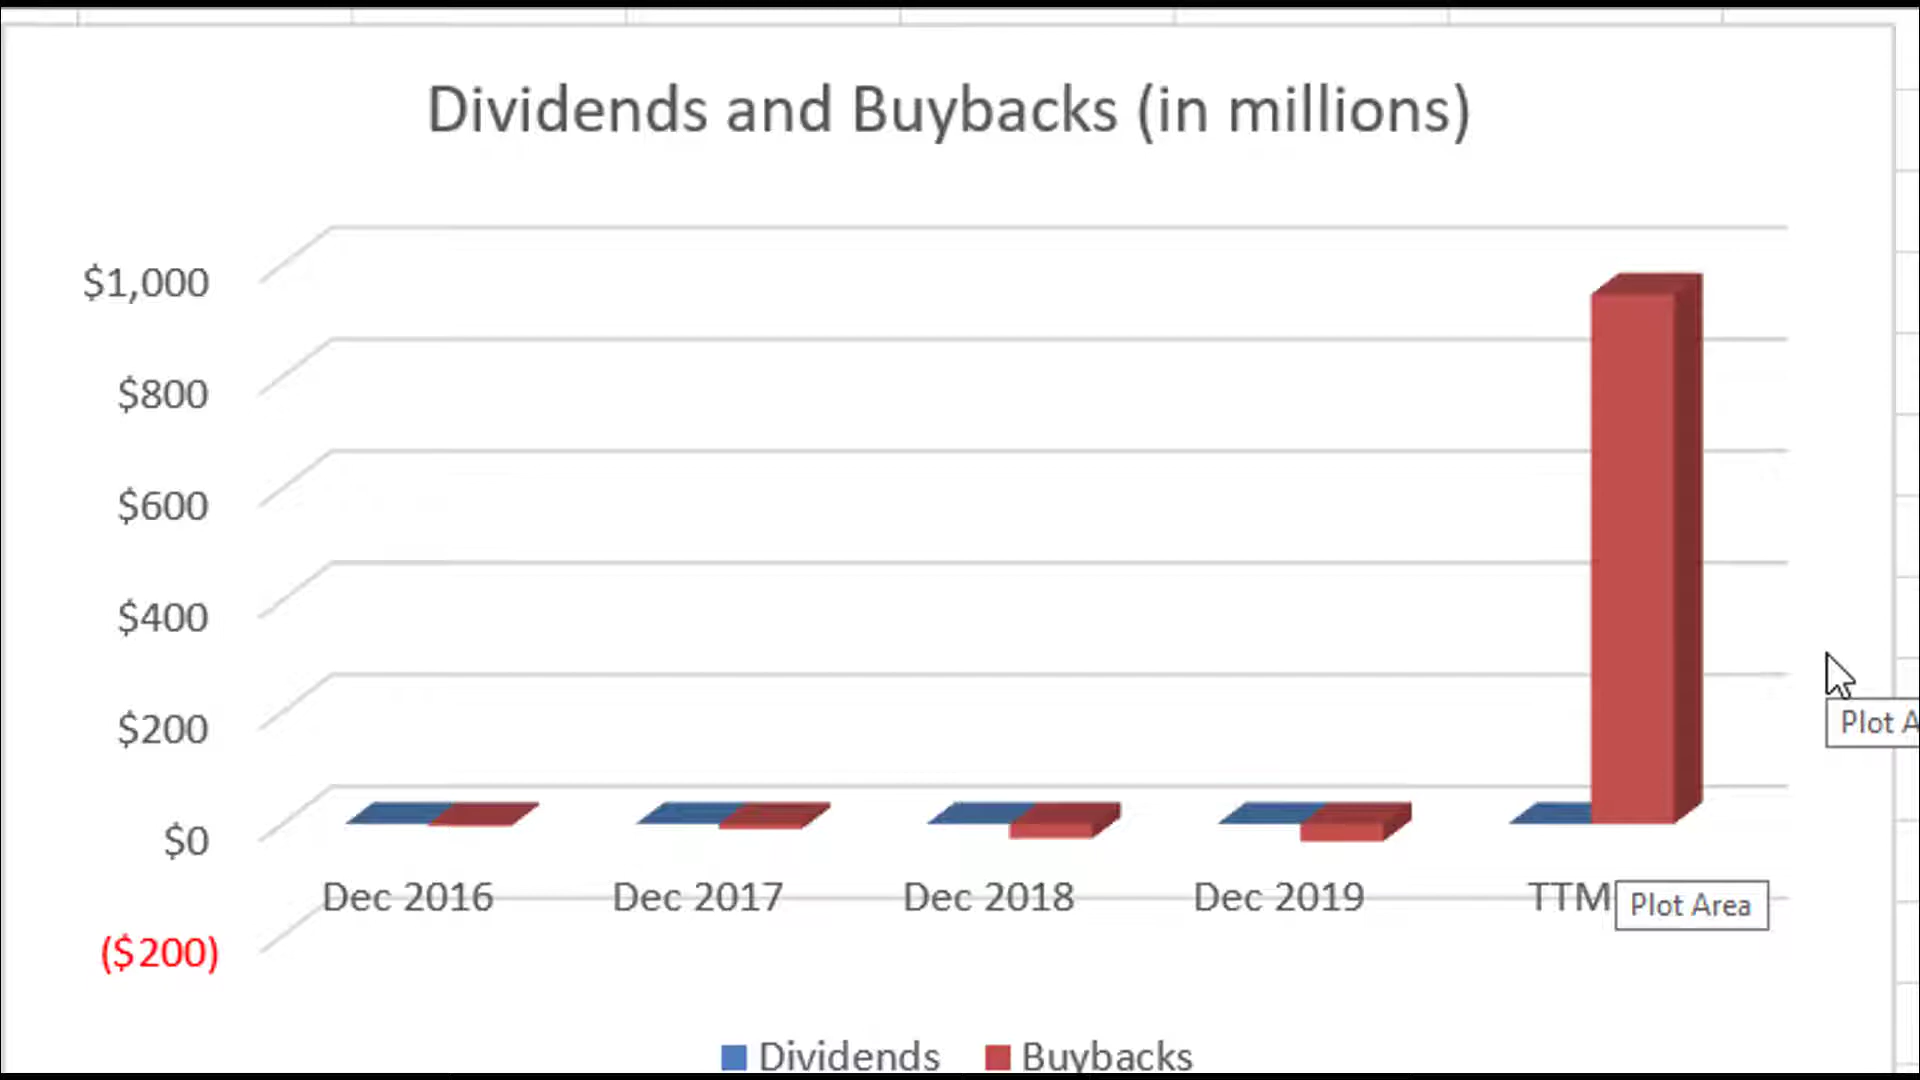 Dividends and Buybacks (in millions)
$1,000
$800
$600
$400
$200
Plot A
$0
Dec 2016 Dec 2017 Dec 2018 Dec 2019 TTM
Plot Area
($200)
Dividends Buybacks